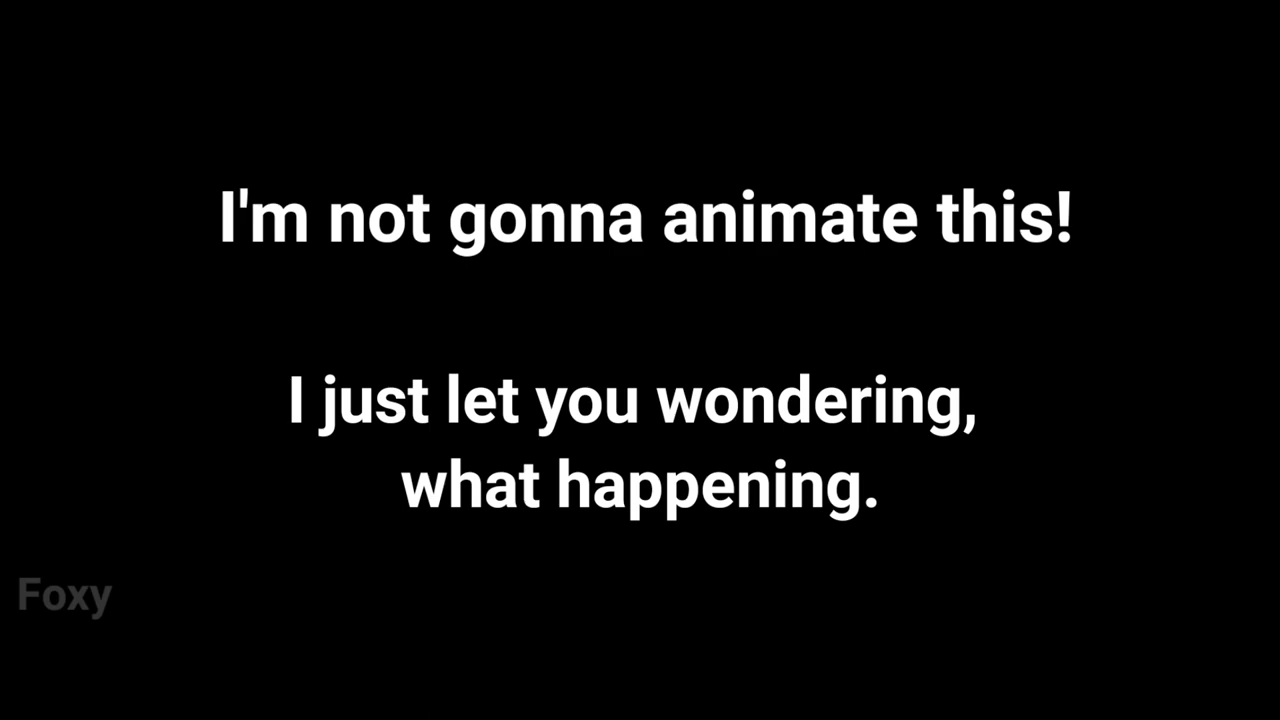 I'm not gonna animate this!
I just let you wondering,
what happening.
Foxy